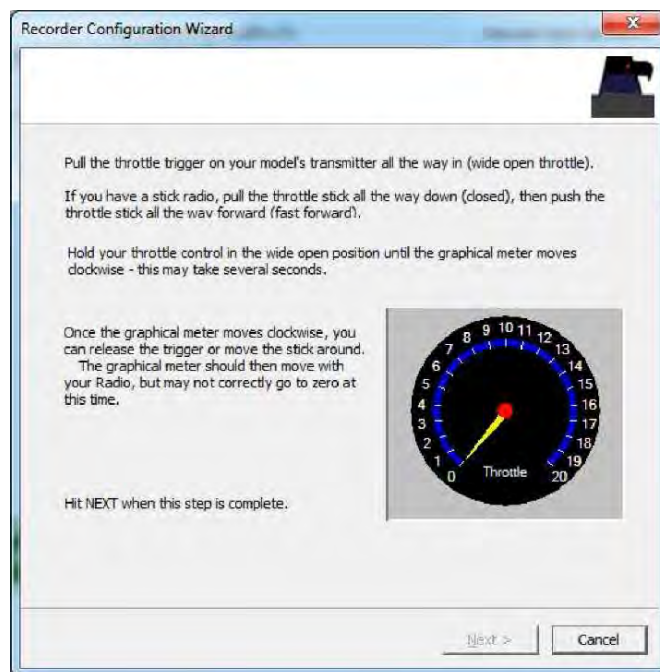 Recorder Configuration Wizard
Pull the throttle trigger on your model's transmitter all the way in (wide open throttle).
If you have a stick radio, pull the throttle stick all the way down (closed), then push the
throttle stick all the way forward (fast forward).
Hold your throttle control in the wide open position until the graphical meter moves
clockwise - this may take several seconds.
Once the graphical meter moves clockwise, you
can release the trigger or move the stick around.
The graphical meter should then move with
your Radio, but may not correctly go to zero at
this time.
0 1 2 3 4 5 6 7 8 9 10 11 12 13 14 15 16 17 18 19 20
Throttle
Hit NEXT when this step is complete.
Next >
Cancel